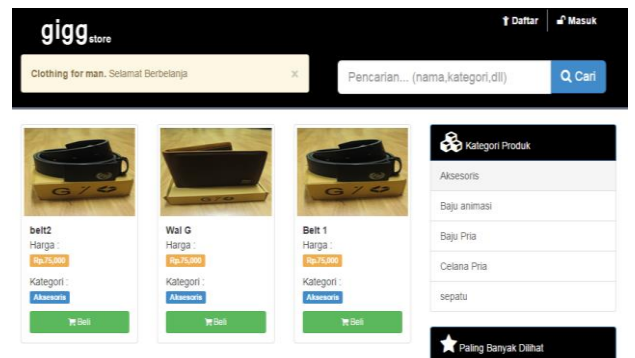 gigg store
Daftar
Masuk
Clothing for man. Selamat Berbelanja
x
Pencarian... (nama,kategori,dll)
Cari
belt2
Harga :
Rp.75,000
Kategori :
Aksesoris
Beli
Wal G
Harga :
Rp.75,000
Kategori :
Aksesoris
Beli
Belt 1
Harga :
Rp.75,000
Kategori :
Aksesoris
Beli
Kategori Produk
Aksesoris
Baju animasi
Baju Pria
Celana Pria
sepatu
Paling Banyak Dilihat